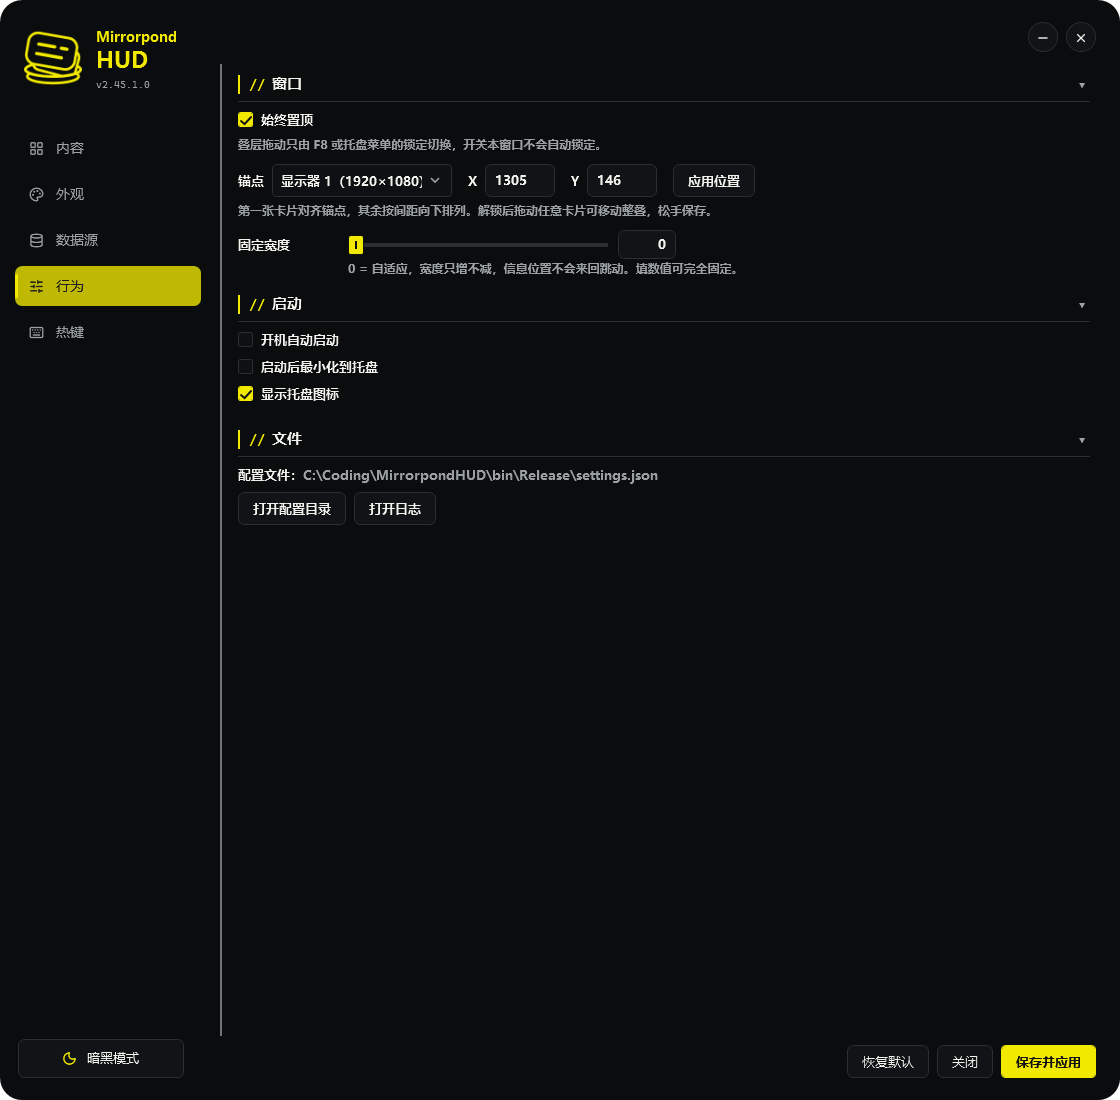 Mirrorpond
HUD
v2.45.1.0
内容
外观
数据源
行为
热键
// 窗口
始终置顶
叠层拖动只由 F8 或托盘菜单的锁定切换，开关本窗口不会自动锁定。
锚点 显示器 1（1920×1080) X 1305 Y 146 应用位置
第一张卡片对齐锚点，其余按间距向下排列。解锁后拖动任意卡片可移动整叠，松手保存。
固定宽度 0
0 = 自适应，宽度只增不减，信息位置不会来回跳动。填数值可完全固定。
// 启动
开机自动启动
启动后最小化到托盘
显示托盘图标
// 文件
配置文件： C:\Coding\MirrorpondHUD\bin\Release\settings.json
打开配置目录 打开日志
暗黑模式
恢复默认 关闭 保存并应用